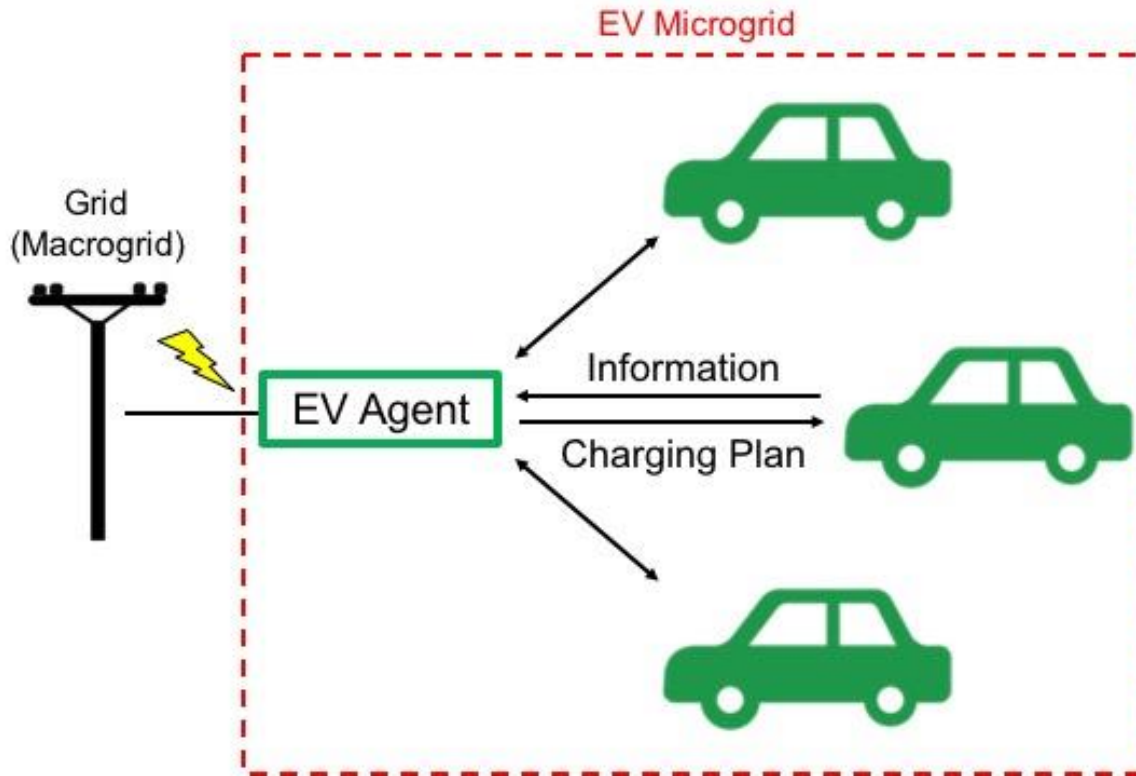 EV Microgrid
Grid
(Macrogrid)
EV Agent
Information
Charging Plan